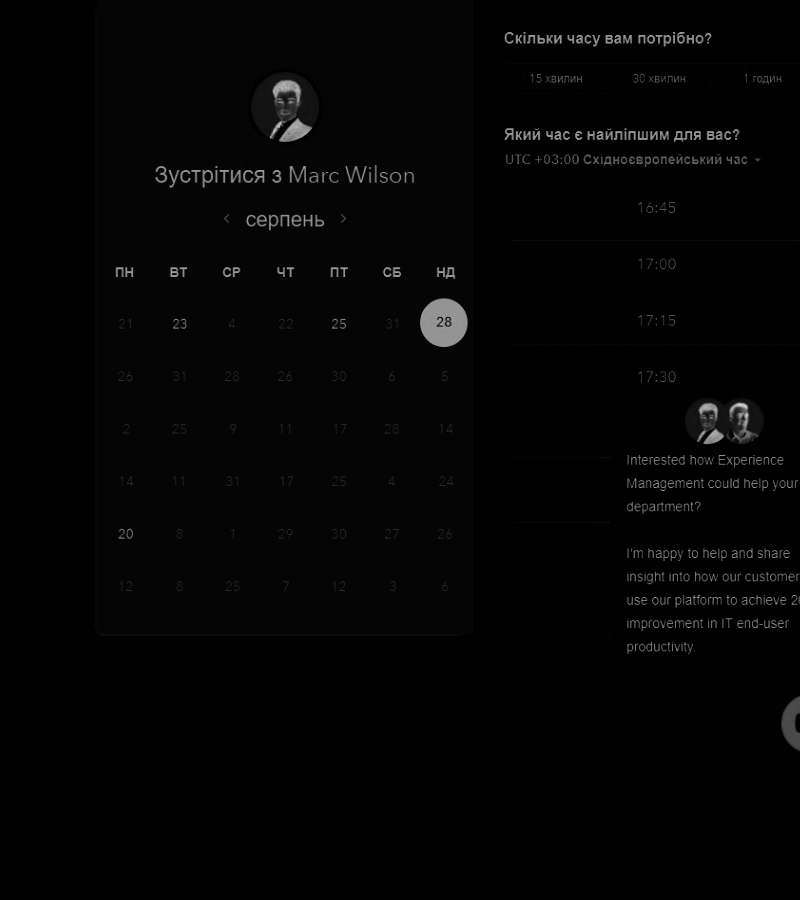 Зустрітися з Marc Wilson
серпень
ПН ВТ СР ЧТ ПТ СБ НД
21 23 4 22 25 31 28
26 31 28 26 30 6 5
2 25 9 11 17 28 14
14 11 31 17 25 4 24
20 8 1 29 30 27 26
12 8 25 7 12 3 6
Скільки часу вам потрібно?
15 хвилин 30 хвилин 1 годин
Який час є найліпшим для вас?
UTC +03:00 Східноєвропейський час
16:45
17:00
17:15
17:30
Interested how Experience
Management could help your
department?
I'm happy to help and share
insight into how our customer
use our platform to achieve
improvement in IT end-user
productivity.